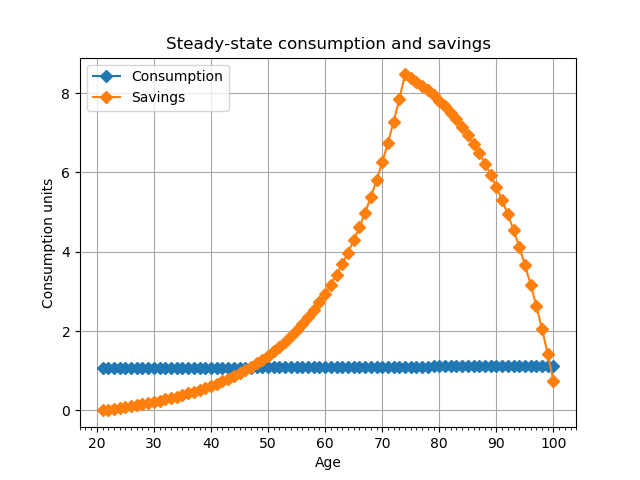 Steady-state consumption and savings
Consumption
Savings
Consumption units
8
6
4
2
0
20 30 40 50 60 70 80 90 100
Age